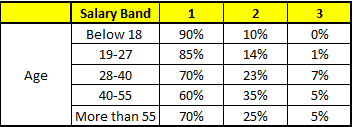 Salary Band 1 2 3
Below 18 90% 10% 0%
19-27 85% 14% 1%
Age 28-40 70% 23% 7%
40-55 60% 35% 5%
More than 55 70% 25% 5%